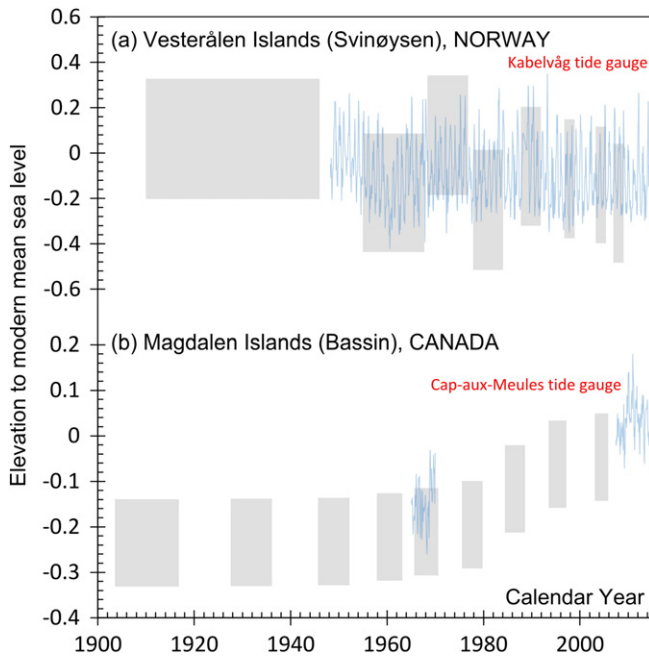 (a) Vesterålen Islands (Svinøysen), NORWAY
Kabelvåg tide gauge
0.6
0.4
0.2
0
-0.2
-0.4
-0.6
Elevation to modern mean sea level
0.2
(b) Magdalen Islands (Bassin), CANADA
Cap-aux-Meules tide gauge
0.1
0
-0.1
-0.2
-0.3
-0.4
Calendar Year
1900 1920 1940 1960 1980 2000